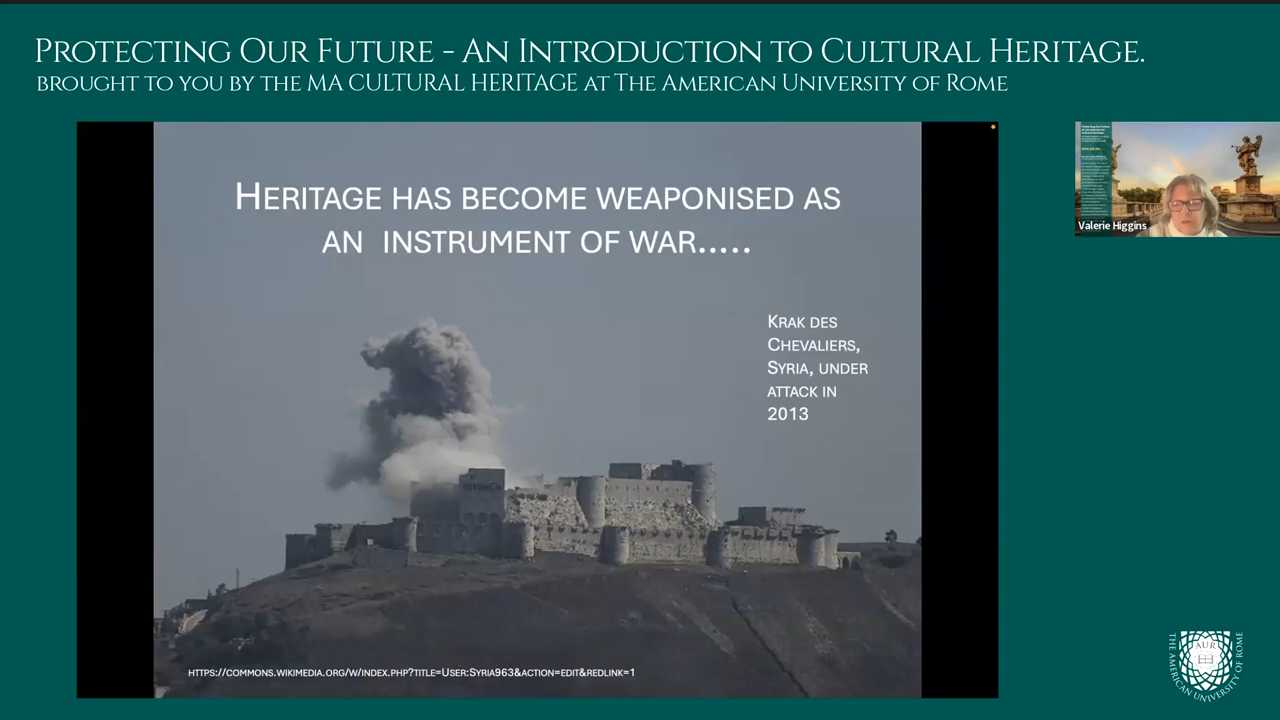 Protecting Our Future - An Introduction to Cultural Heritage.
brought to you by the MA Cultural Heritage at The American University of Rome
Heritage has become weaponised as
an instrument of war.....
Krak des
Chevaliers,
Syria, under
attack in
2013
https://commons.wikimedia.org/w/index.php?title=User:Syria963&action=edit&redlink=1
Valerie Higgins
THE AMERICAN UNIVERSITY OF ROME
AUR